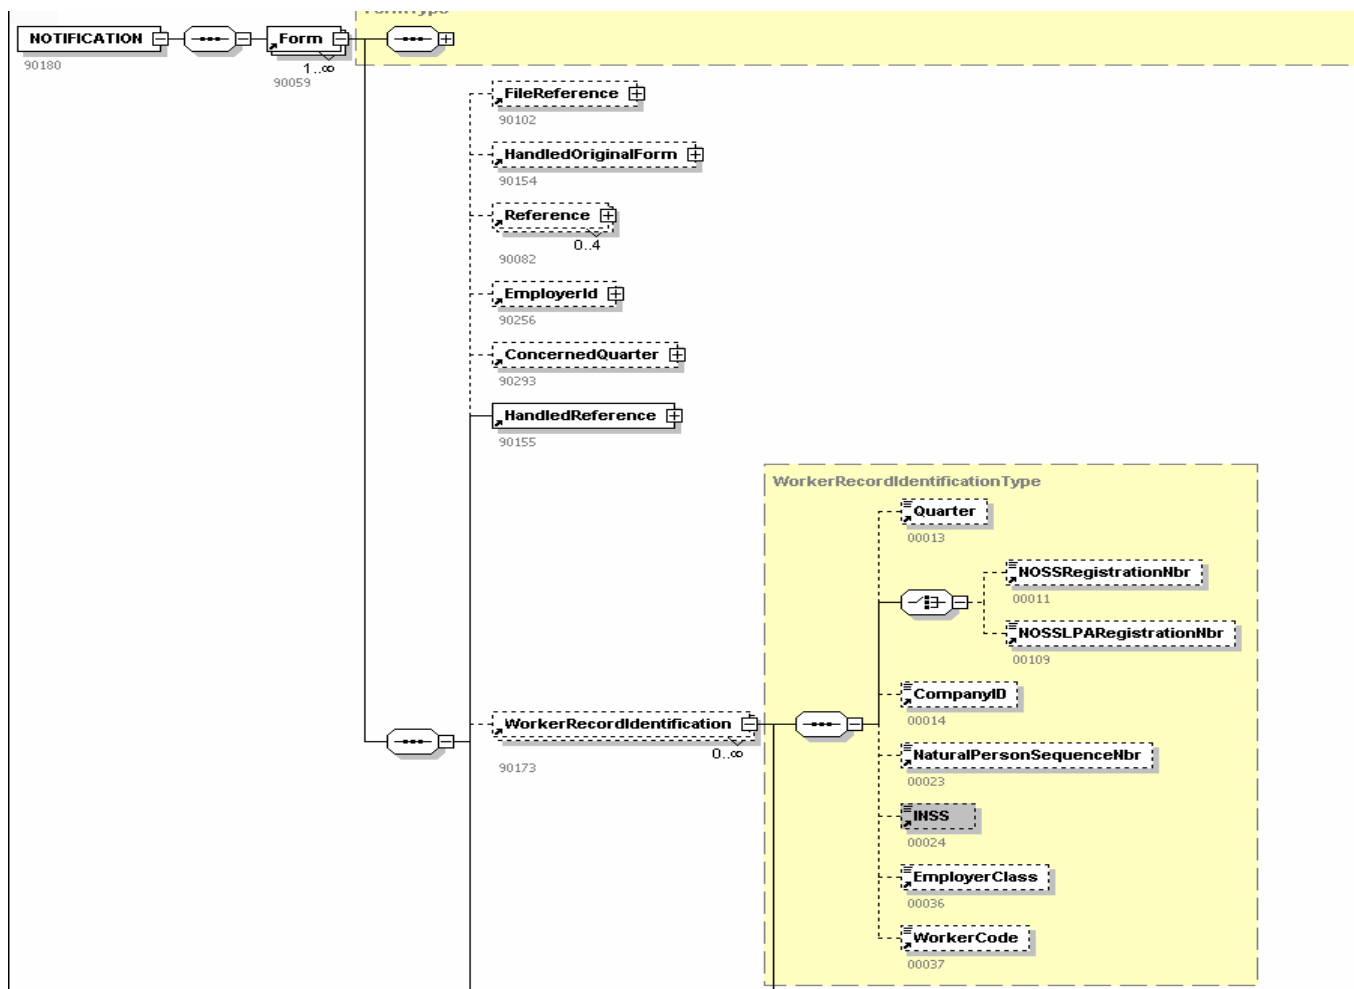 FormType
NOTIFICATION
90180
Form
1..∞
90059
FileReference
90102
HandledOriginalForm
90154
Reference
0..4
90082
EmployerId
90256
ConcernedQuarter
90293
HandledReference
90155
WorkerRecordIdentificationType
Quarter
00013
NOSSRegistrationNbr
00011
NOSSLPARegistrationNbr
00109
CompanyID
00014
WorkerRecordIdentification
0..∞
90173
NaturalPersonSequenceNbr
00023
INSS
00024
EmployerClass
00036
WorkerCode
00037